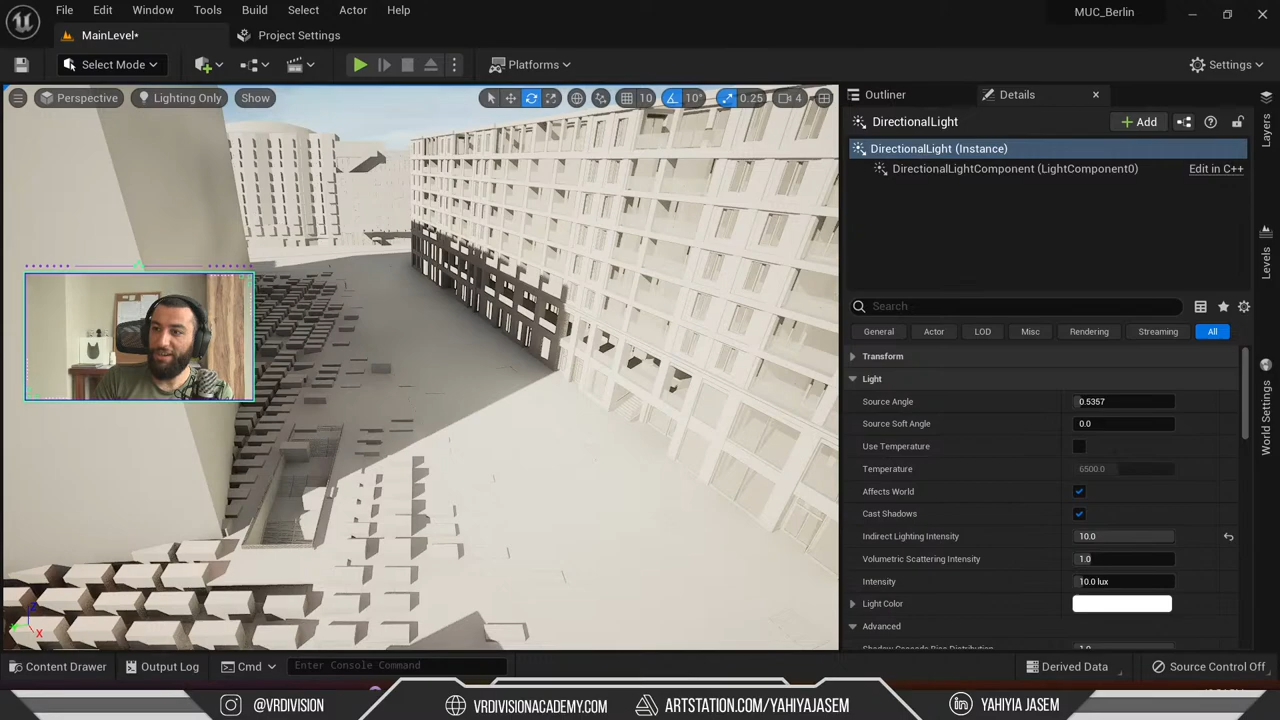 File Edit Window Tools Build Select Actor Help
MUC_Berlin
MainLevel*
Project Settings
Select Mode
Platforms
Settings
Perspective
Lighting Only
Show
10
10°
0.25
4
Outliner
Details
DirectionalLight
Add
DirectionalLight (Instance)
DirectionalLightComponent (LightComponent0)
Edit in C++
Search
General
Actor
LOD
Misc
Rendering
Streaming
All
Transform
Light
Source Angle 0.5357
Source Soft Angle 0.0
Use Temperature
Temperature 6500.0
Affects World
Cast Shadows
Indirect Lighting Intensity 10.0
Volumetric Scattering Intensity 1.0
Intensity 10.0 lux
Light Color
Advanced
Layers
Levels
World Settings
Z
X
Content Drawer
Output Log
Cmd
Enter Console Command
Derived Data
Source Control Off
@VRDIVISION
VRDIVISIONACADEMY.COM
ARTSTATION.COM/YAHIYAJASEM
YAHIYIA JASEM